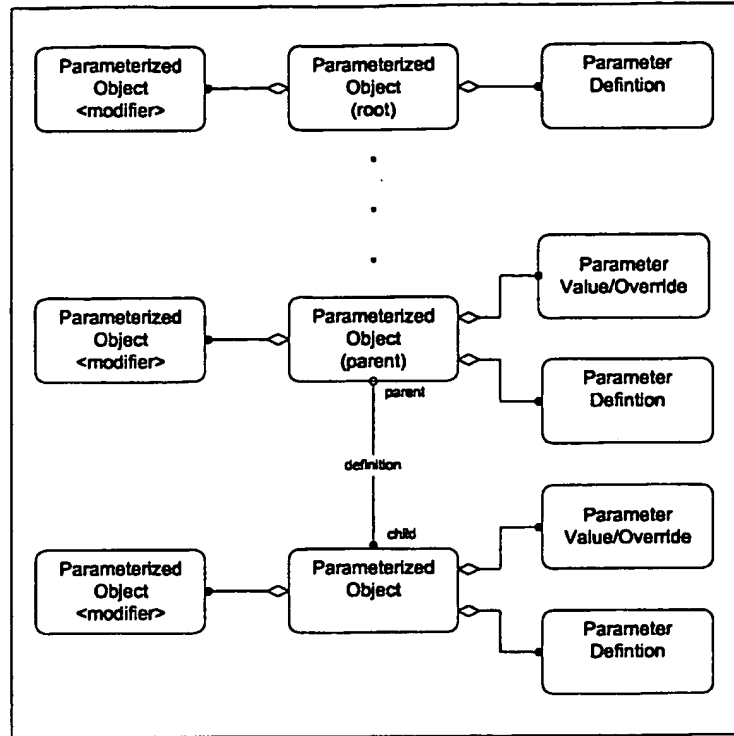 Parameterized
Object
<modifier>
Parameterized
Object
(root)
Parameter
Defintion
Parameterized
Object
<modifier>
Parameterized
Object
(parent)
Parameter
Value/Override
Parameter
Defintion
parent
definition
child
Parameterized
Object
<modifier>
Parameterized
Object
Parameter
Value/Override
Parameter
Defintion